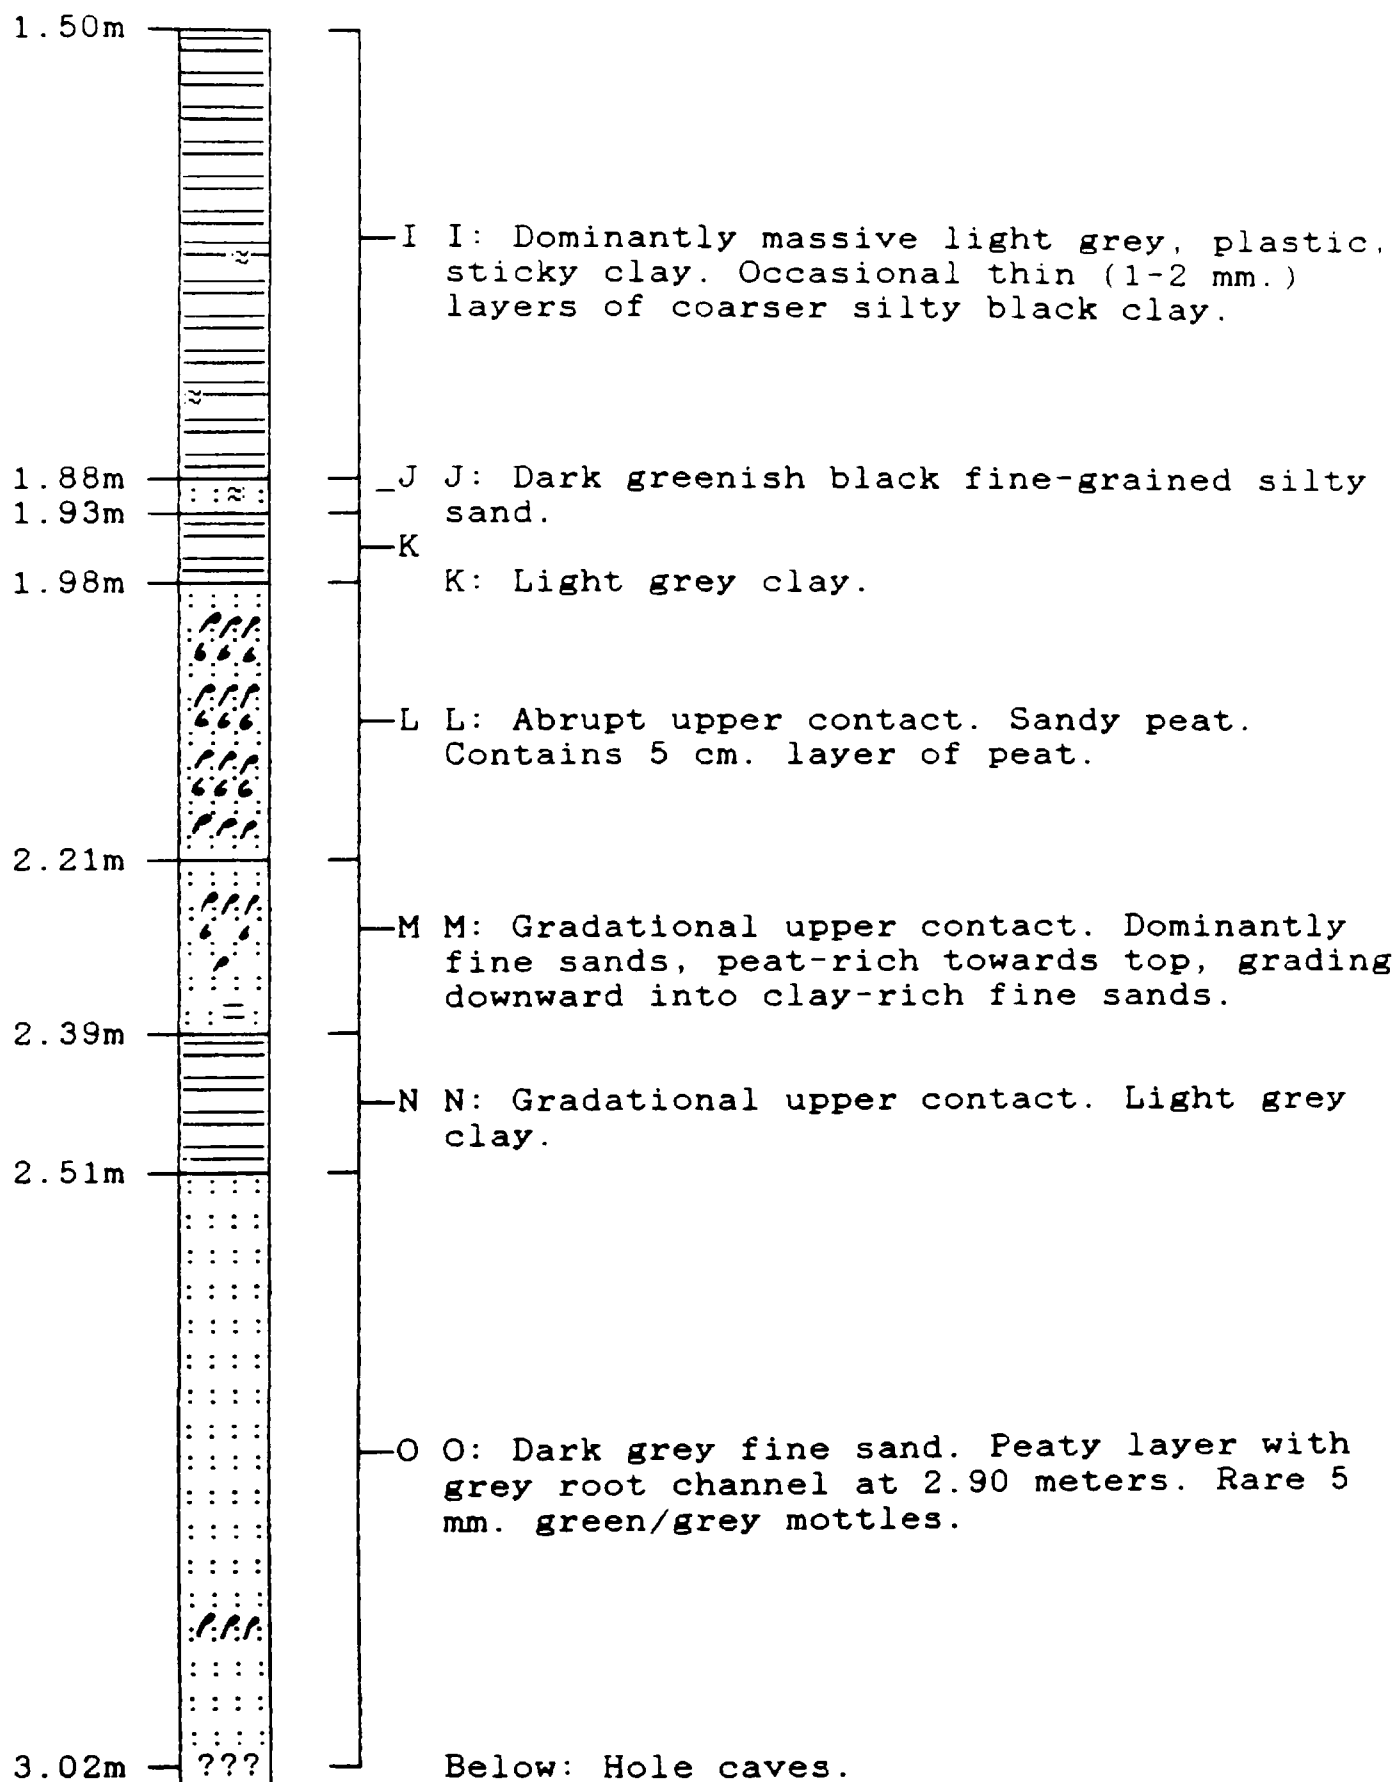 1.50m
I I: Dominantly massive light grey, plastic,
sticky clay. Occasional thin (1-2 mm.)
layers of coarser silty black clay.
1.88m
J J: Dark greenish black fine-grained silty
1.93m
sand.
K
1.98m
K: Light grey clay.
L L: Abrupt upper contact. Sandy peat.
Contains 5 cm. layer of peat.
2.21m
M M: Gradational upper contact. Dominantly
fine sands, peat-rich towards top, grading
downward into clay-rich fine sands.
2.39m
N N: Gradational upper contact. Light grey
clay.
2.51m
O O: Dark grey fine sand. Peaty layer with
grey root channel at 2.90 meters. Rare 5
mm. green/grey mottles.
3.02m ??? Below: Hole caves.